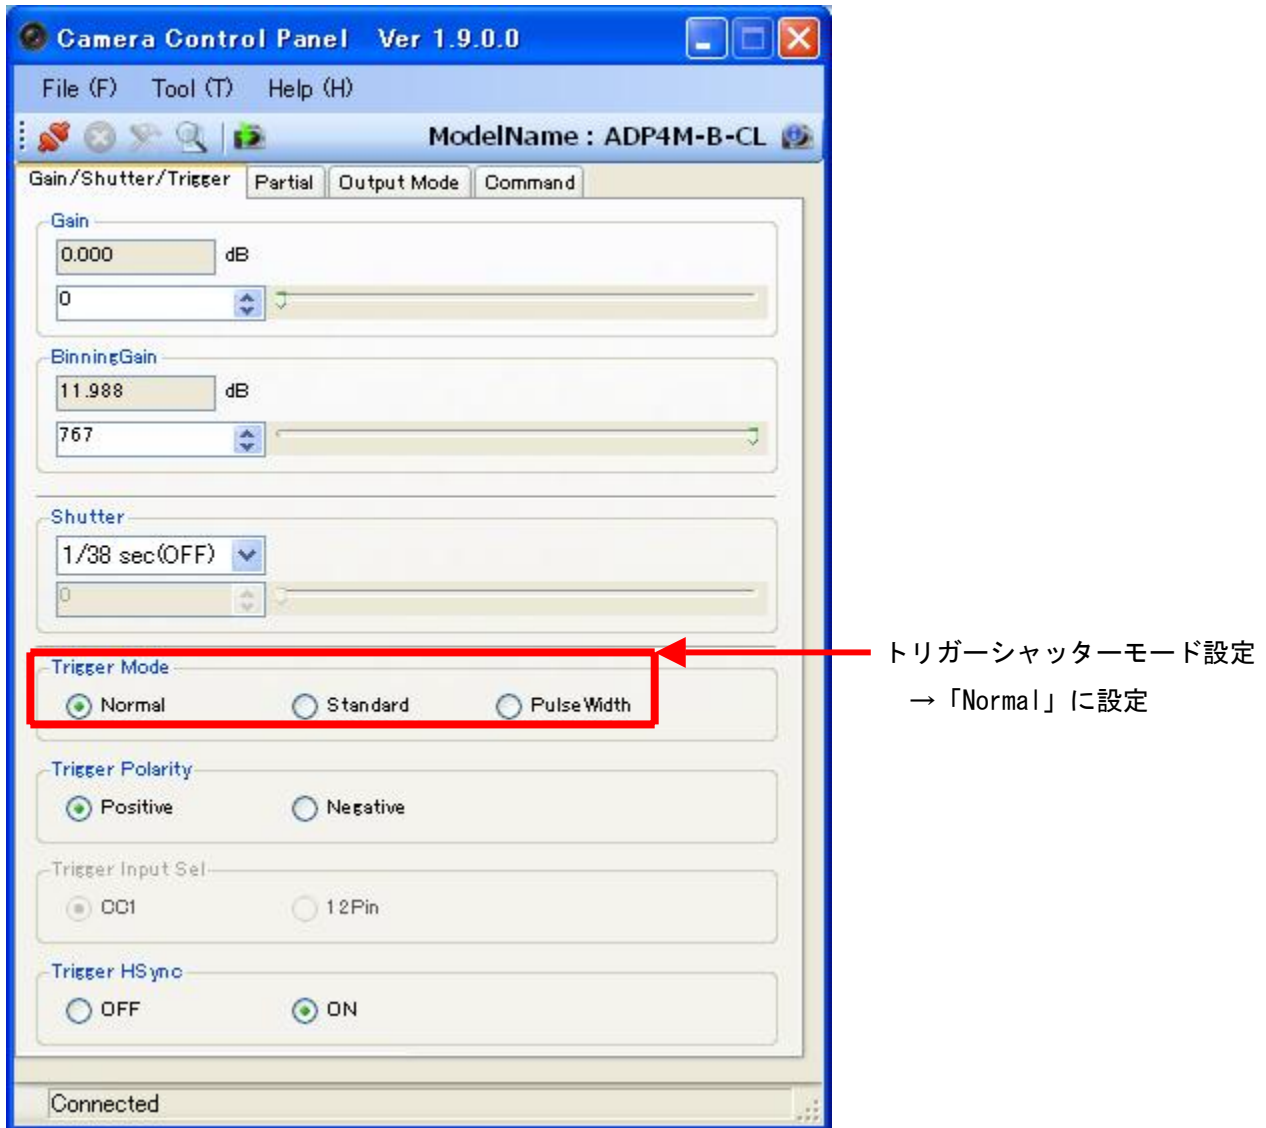 Camera Control Panel Ver 1.9.0.0
File (F) Tool (T) Help (H)
ModelName : ADP4M-B-CL
Gain/Shutter/Trigger Partial Output Mode Command
Gain
0.000 dB
0
BinningGain
11.988 dB
767
Shutter
1/38 sec(OFF)
0
Trigger Mode
Normal Standard PulseWidth
トリガーシャッターモード設定
→「Normal」に設定
Trigger Polarity
Positive Negative
Trigger Input Sel
CC1 12Pin
Trigger HSync
OFF ON
Connected